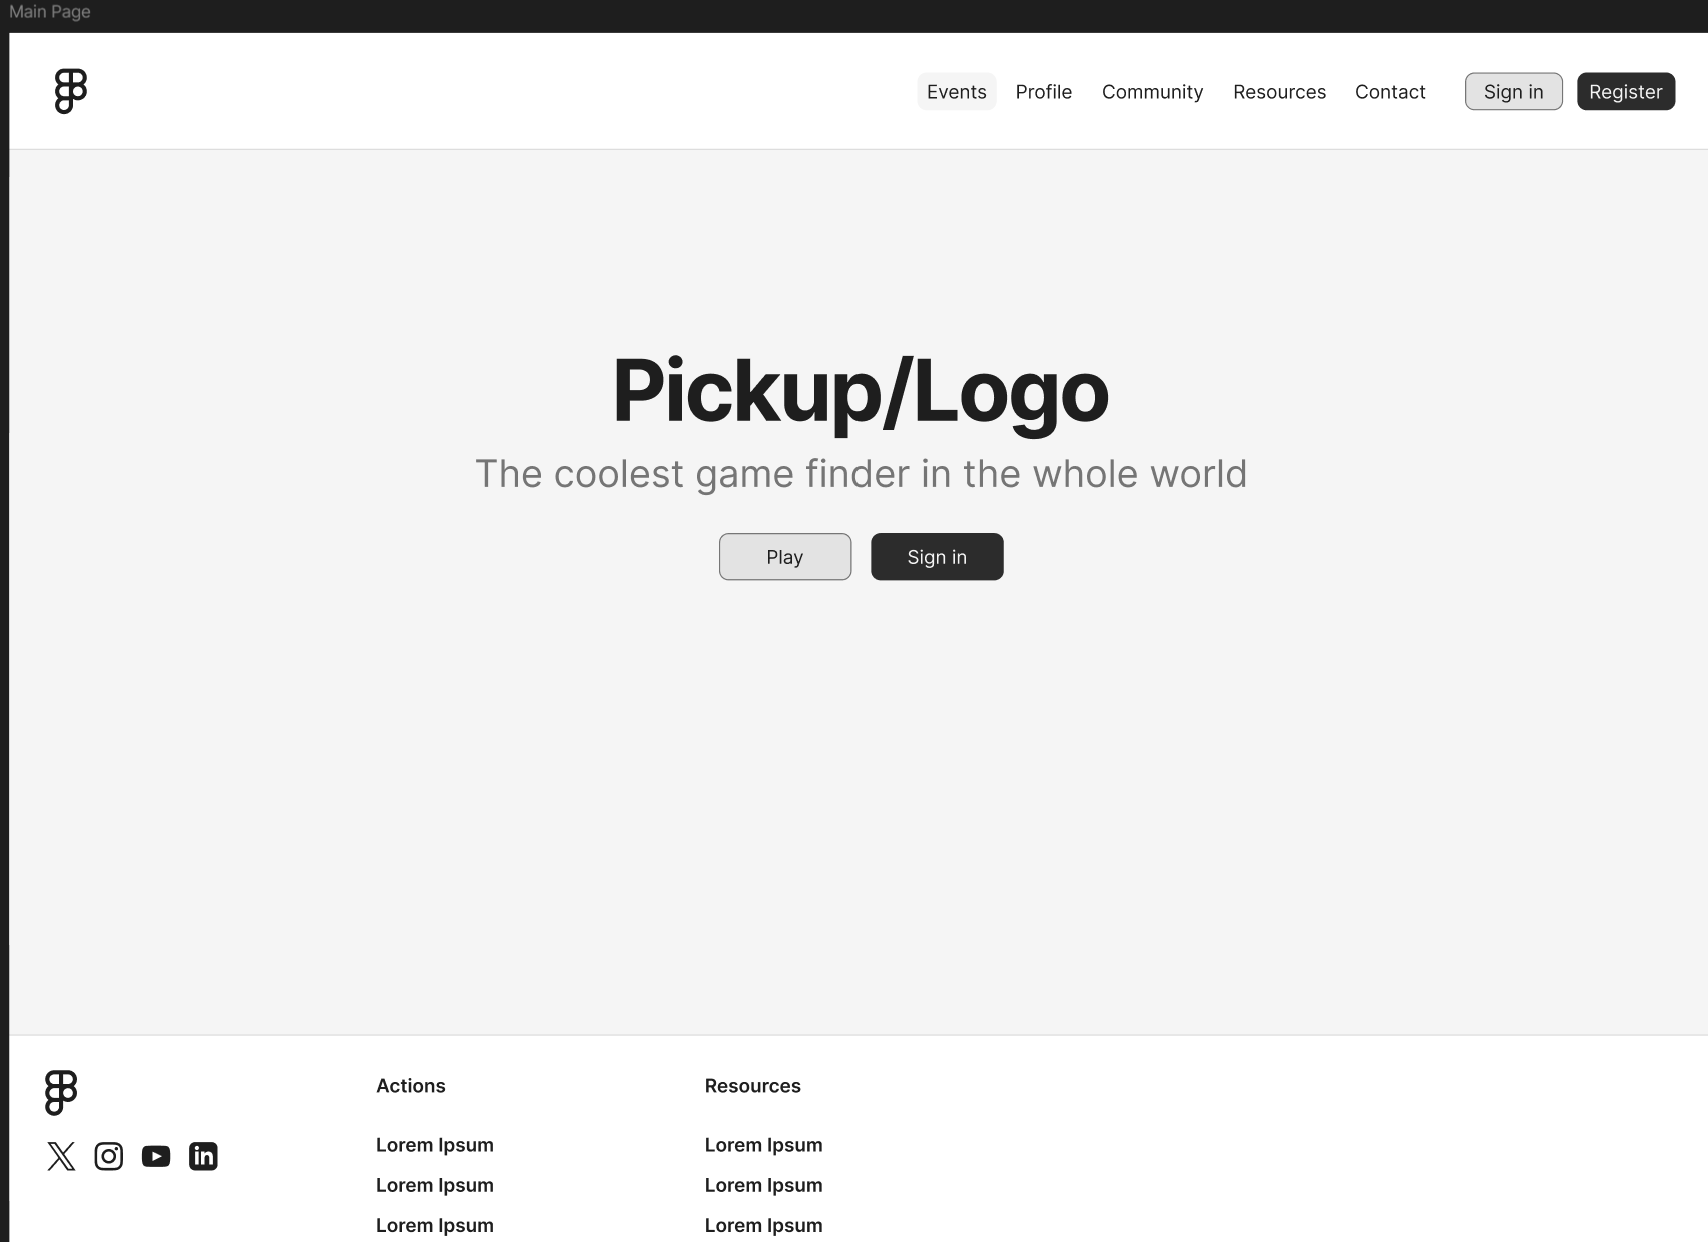 Main Page
Events Profile Community Resources Contact Sign in Register
Pickup/Logo
The coolest game finder in the whole world
Play Sign in
Actions Resources
Lorem Ipsum Lorem Ipsum
Lorem Ipsum Lorem Ipsum
Lorem Ipsum Lorem Ipsum